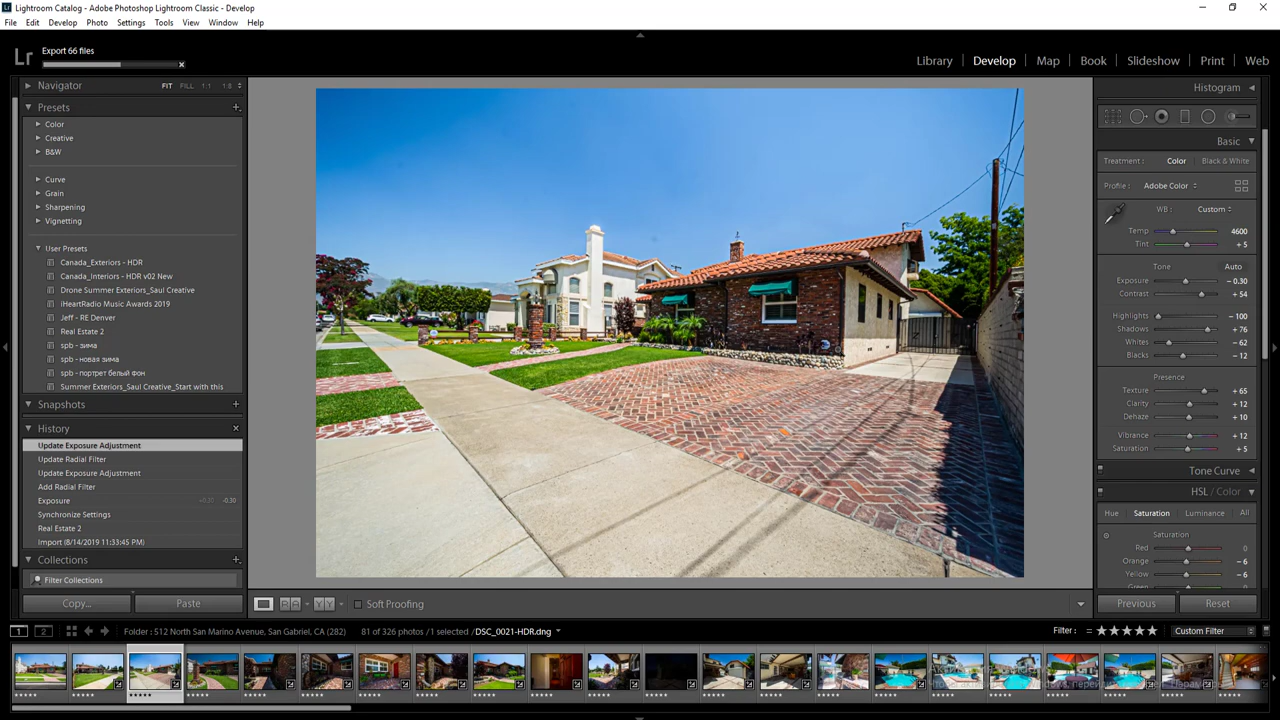 Lightroom Catalog - Adobe Photoshop Lightroom Classic - Develop
File Edit Develop Photo Settings Tools View Window Help
Lr Export 66 files
Library | Develop | Map | Book | Slideshow | Print | Web
Navigator FIT FILL 1:1 1:8
Presets
Color
Creative
B&W
Curve
Grain
Sharpening
Vignetting
User Presets
Canada_Exteriors - HDR
Canada_Interiors - HDR v02 New
Drone Summer Exteriors_Saul Creative
iHeartRadio Music Awards 2019
Jeff - RE Denver
Real Estate 2
spb - зима
spb - новая зима
spb - портрет белый фон
Summer Exteriors_Saul Creative_Start with this
Snapshots
History
Update Exposure Adjustment
Update Radial Filter
Update Exposure Adjustment
Add Radial Filter
Exposure +0.30 -0.30
Synchronize Settings
Real Estate 2
Import (8/14/2019 11:33:45 PM)
Collections
Filter Collections
Copy... Paste
Histogram
Basic
Treatment : Color Black & White
Profile : Adobe Color
WB : Custom
Temp 4600
Tint + 5
Tone Auto
Exposure − 0.30
Contrast + 54
Highlights − 100
Shadows + 76
Whites − 62
Blacks − 12
Presence
Texture + 65
Clarity + 12
Dehaze + 10
Vibrance + 12
Saturation + 5
Tone Curve
HSL / Color
Hue Saturation Luminance All
Saturation
Red 0
Orange − 6
Yellow − 6
Green
Previous Reset
Soft Proofing
1 2 Folder : 512 North San Marino Avenue, San Gabriel, CA (282) 81 of 326 photos /1 selected /DSC_0021-HDR.dng Filter : Custom Filter